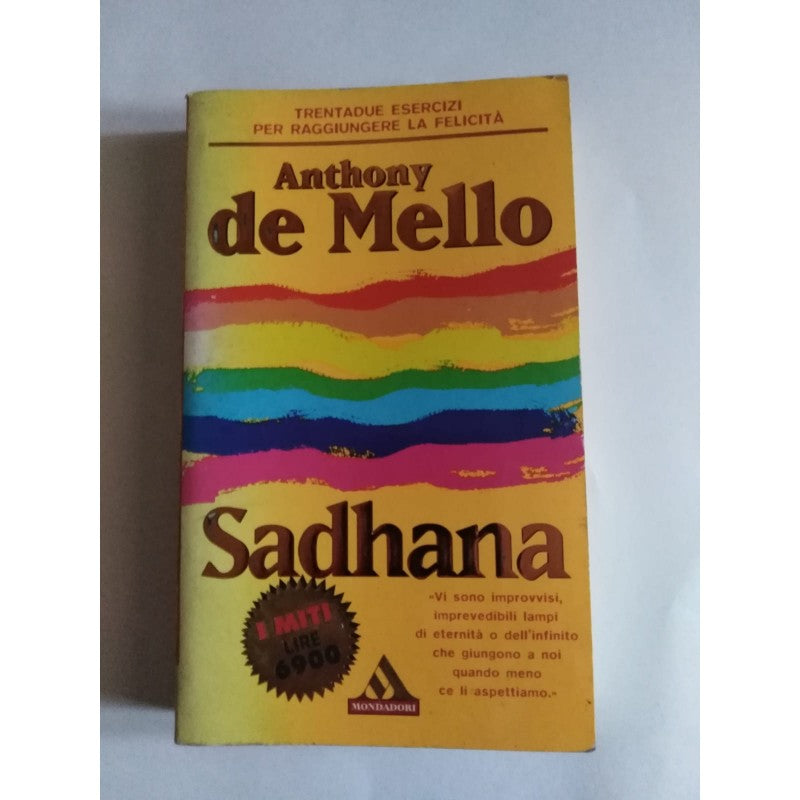 TRENTADUE ESERCIZI
PER RAGGIUNGERE LA FELICITÀ
Anthony
de Mello
Sadhana
I MITI
LIRE
6900
«Vi sono improvvisi,
imprevedibili lampi
di eternità o dell'infinito
che giungono a noi
quando meno
ce li aspettiamo.»
MONDADORI